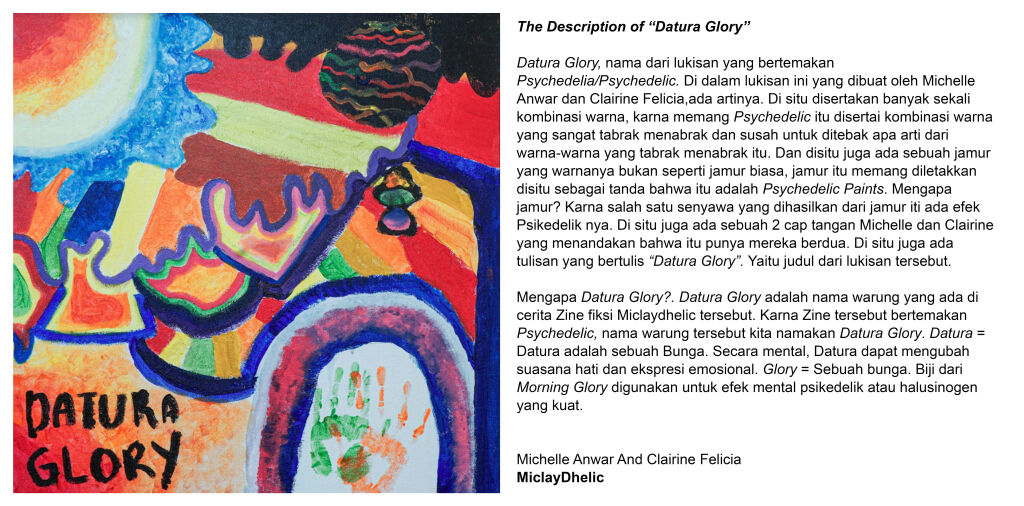 The Description of “Datura Glory”
Datura Glory, nama dari lukisan yang bertemakan
Psychedelia/Psychedelic. Di dalam lukisan ini yang dibuat oleh Michelle
Anwar dan Clairine Felicia,ada artinya. Di situ disertakan banyak sekali
kombinasi warna, karna memang Psychedelic itu disertai kombinasi warna
yang sangat tabrak menabrak dan susah untuk ditebak apa arti dari
warna-warna yang tabrak menabrak itu. Dan disitu juga ada sebuah jamur
yang warnanya bukan seperti jamur biasa, jamur itu memang diletakkan
disitu sebagai tanda bahwa itu adalah Psychedelic Paints. Mengapa
jamur? Karna salah satu senyawa yang dihasilkan dari jamur iti ada efek
Psikedelik nya. Di situ juga ada sebuah 2 cap tangan Michelle dan Clairine
yang menandakan bahwa itu punya mereka berdua. Di situ juga ada
tulisan yang bertulis “Datura Glory”. Yaitu judul dari lukisan tersebut.
Mengapa Datura Glory?. Datura Glory adalah nama warung yang ada di
cerita Zine fiksi Miclaydhelic tersebut. Karna Zine tersebut bertemakan
Psychedelic, nama warung tersebut kita namakan Datura Glory. Datura =
Datura adalah sebuah Bunga. Secara mental, Datura dapat mengubah
suasana hati dan ekspresi emosional. Glory = Sebuah bunga. Biji dari
Morning Glory digunakan untuk efek mental psikedelik atau halusinogen
yang kuat.
Michelle Anwar And Clairine Felicia
MiclayDhelic
DATURA
GLORY